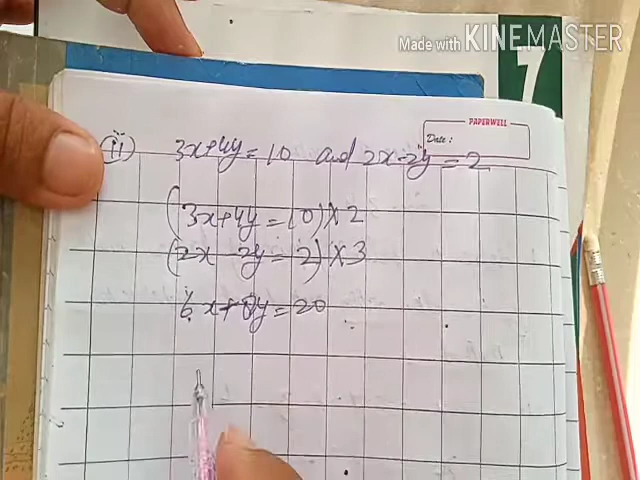 Made with KINEMASTER
7
PAPERWELL
Date :
(ii) 3x+4y=10 and 2x-2y=2
(3x+4y=10)×2
(2x-2y=2)×3
6x+8y=20